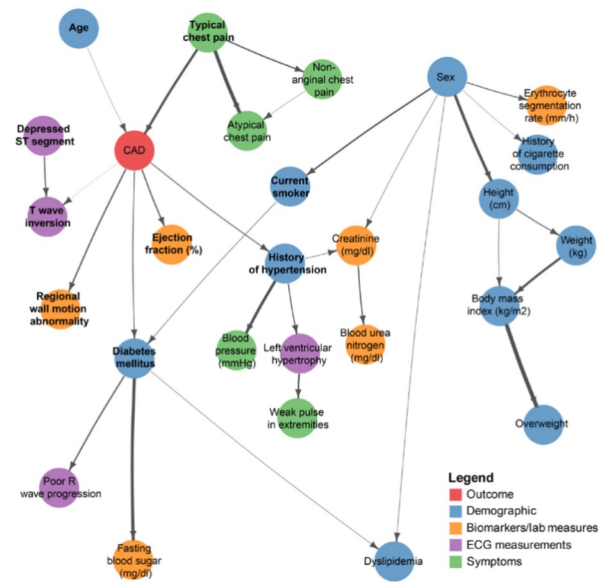 Age
Typical
chest pain
Non-
anginal chest
pain
Atypical
chest pain
Sex
Erythrocyte
segmentation
rate (mm/h)
History
of cigarette
consumption
Depressed
ST segment
CAD
Current
smoker
Height
(cm)
T wave
inversion
Ejection
fraction (%)
Creatinine
(mg/dl)
Weight
(kg)
History
of hypertension
Regional
wall motion
abnormality
Body mass
index (kg/m2)
Blood
pressure
(mmHg)
Left ventricular
hypertrophy
Blood urea
nitrogen
(mg/dl)
Diabetes
mellitus
Weak pulse
in extremities
Overweight
Poor R
wave progression
Fasting
blood sugar
(mg/dl)
Dyslipidemia
Legend
Outcome
Demographic
Biomarkers/lab measures
ECG measurements
Symptoms